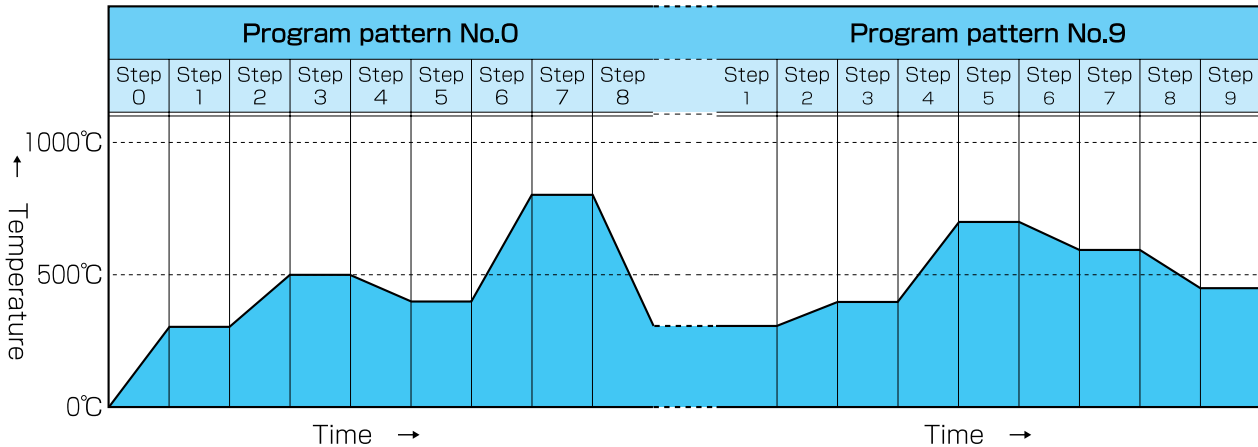 Program pattern No.0 Program pattern No.9
Step Step Step Step Step Step Step Step Step Step Step Step Step Step Step Step Step Step
0 1 2 3 4 5 6 7 8 1 2 3 4 5 6 7 8 9
1000℃
500℃
0℃
Temperature →
Time → Time →